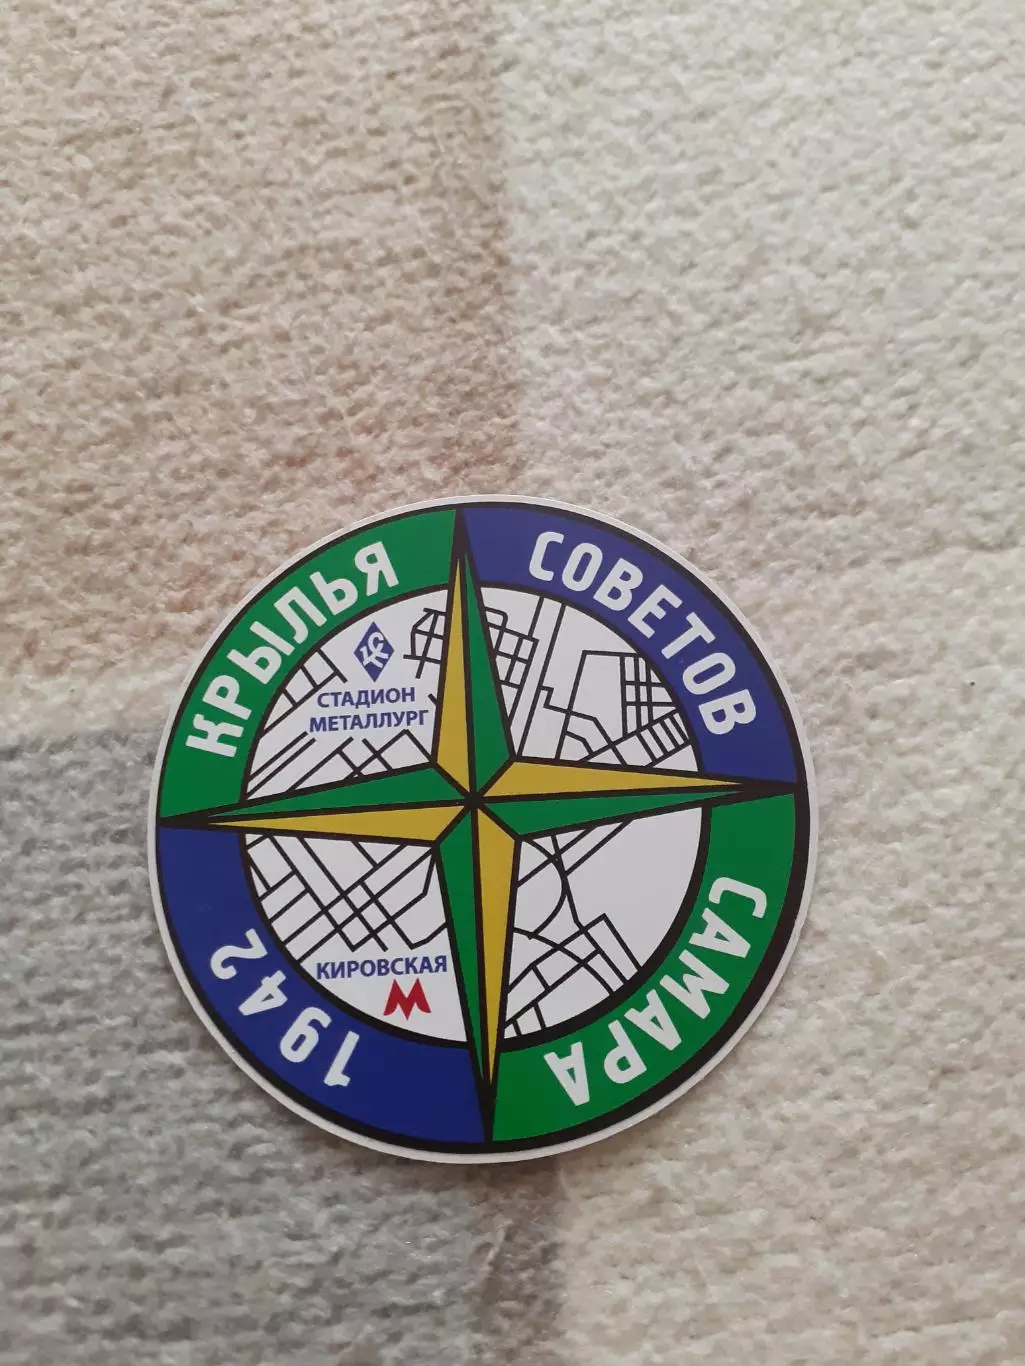 КРЫЛЬЯ
СОВЕТОВ
САМАРА
1942
СТАДИОН
МЕТАЛЛУРГ
КИРОВСКАЯ
М